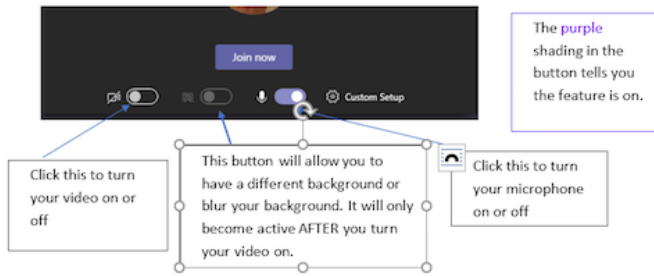 Join now
Custom Setup
The purple
shading in the
button tells you
the feature is on.
Click this to turn
your video on or
off
This button will allow you to
have a different background or
blur your background. It will only
become active AFTER you turn
your video on.
Click this to turn
your microphone
on or off